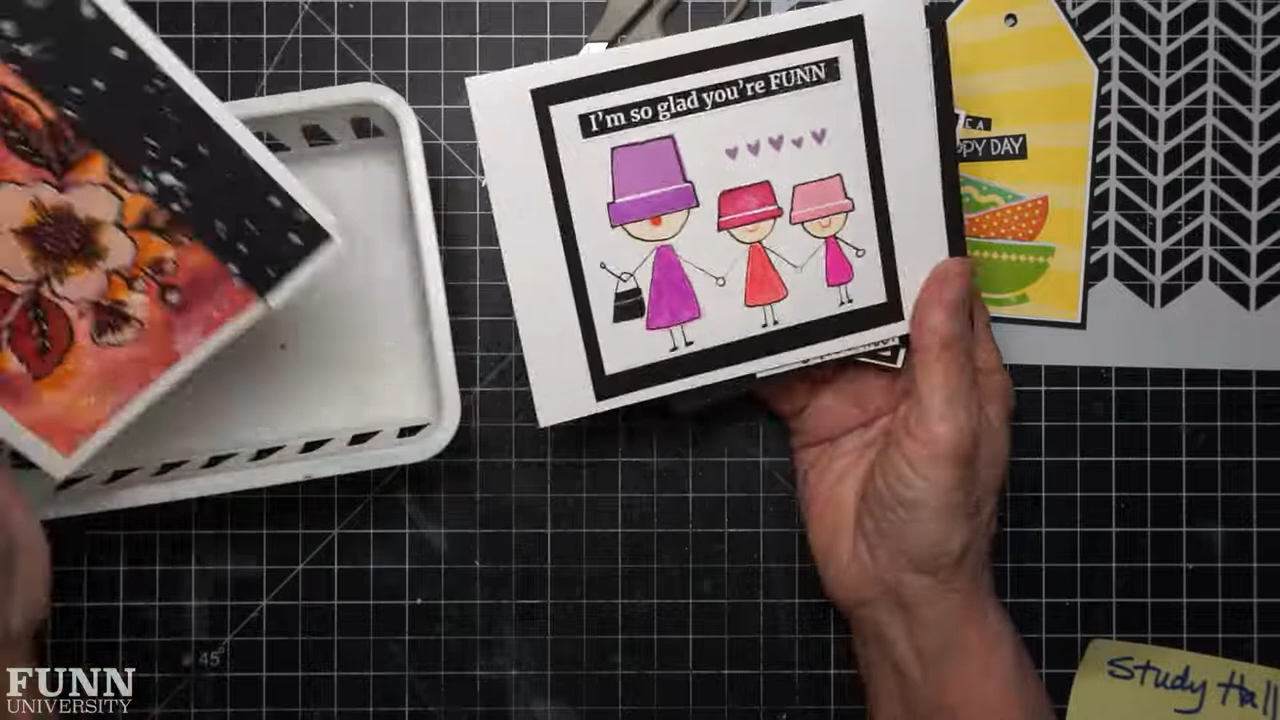 I'm so glad you're FUNN
PPY DAY
45°
Study Hall
FUNN
UNIVERSITY